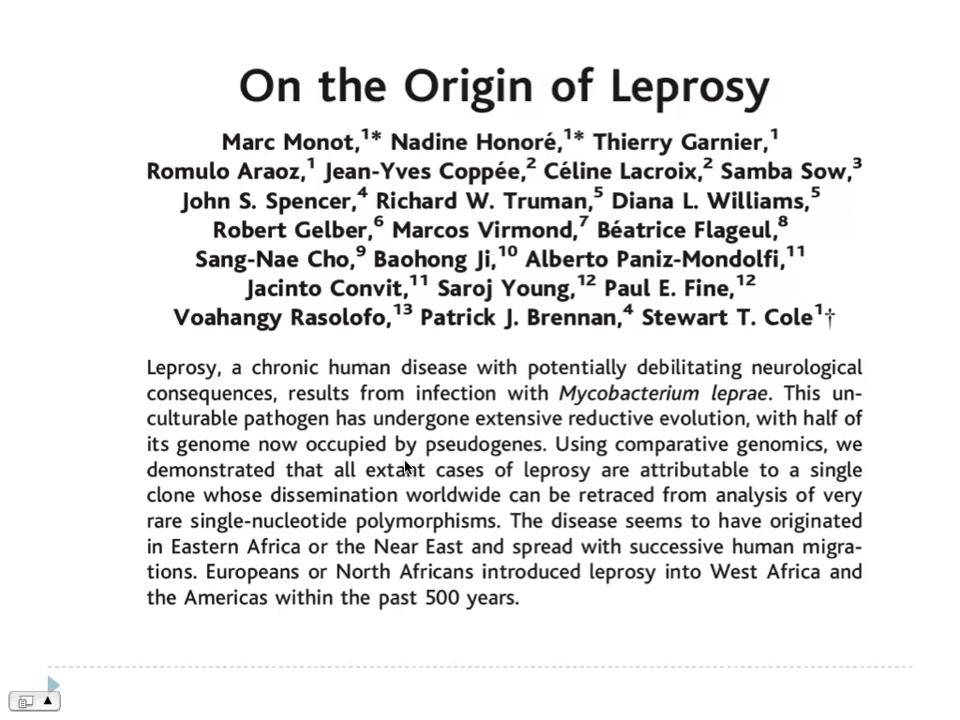 On the Origin of Leprosy
Marc Monot,1* Nadine Honoré,1* Thierry Garnier,1
Romulo Araoz,1 Jean-Yves Coppée,2 Céline Lacroix,2 Samba Sow,3
John S. Spencer,4 Richard W. Truman,5 Diana L. Williams,5
Robert Gelber,6 Marcos Virmond,7 Béatrice Flageul,8
Sang-Nae Cho,9 Baohong Ji,10 Alberto Paniz-Mondolfi,11
Jacinto Convit,11 Saroj Young,12 Paul E. Fine,12
Voahangy Rasolofo,13 Patrick J. Brennan,4 Stewart T. Cole1†
Leprosy, a chronic human disease with potentially debilitating neurological
consequences, results from infection with Mycobacterium leprae. This un-
culturable pathogen has undergone extensive reductive evolution, with half of
its genome now occupied by pseudogenes. Using comparative genomics, we
demonstrated that all extant cases of leprosy are attributable to a single
clone whose dissemination worldwide can be retraced from analysis of very
rare single-nucleotide polymorphisms. The disease seems to have originated
in Eastern Africa or the Near East and spread with successive human migra-
tions. Europeans or North Africans introduced leprosy into West Africa and
the Americas within the past 500 years.